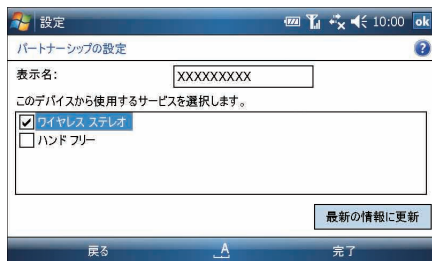 設定 10:00 ok
パートナーシップの設定 ?
表示名： XXXXXXXXX
このデバイスから使用するサービスを選択します。
ワイヤレス ステレオ
ハンド フリー
最新の情報に更新
戻る A 完了